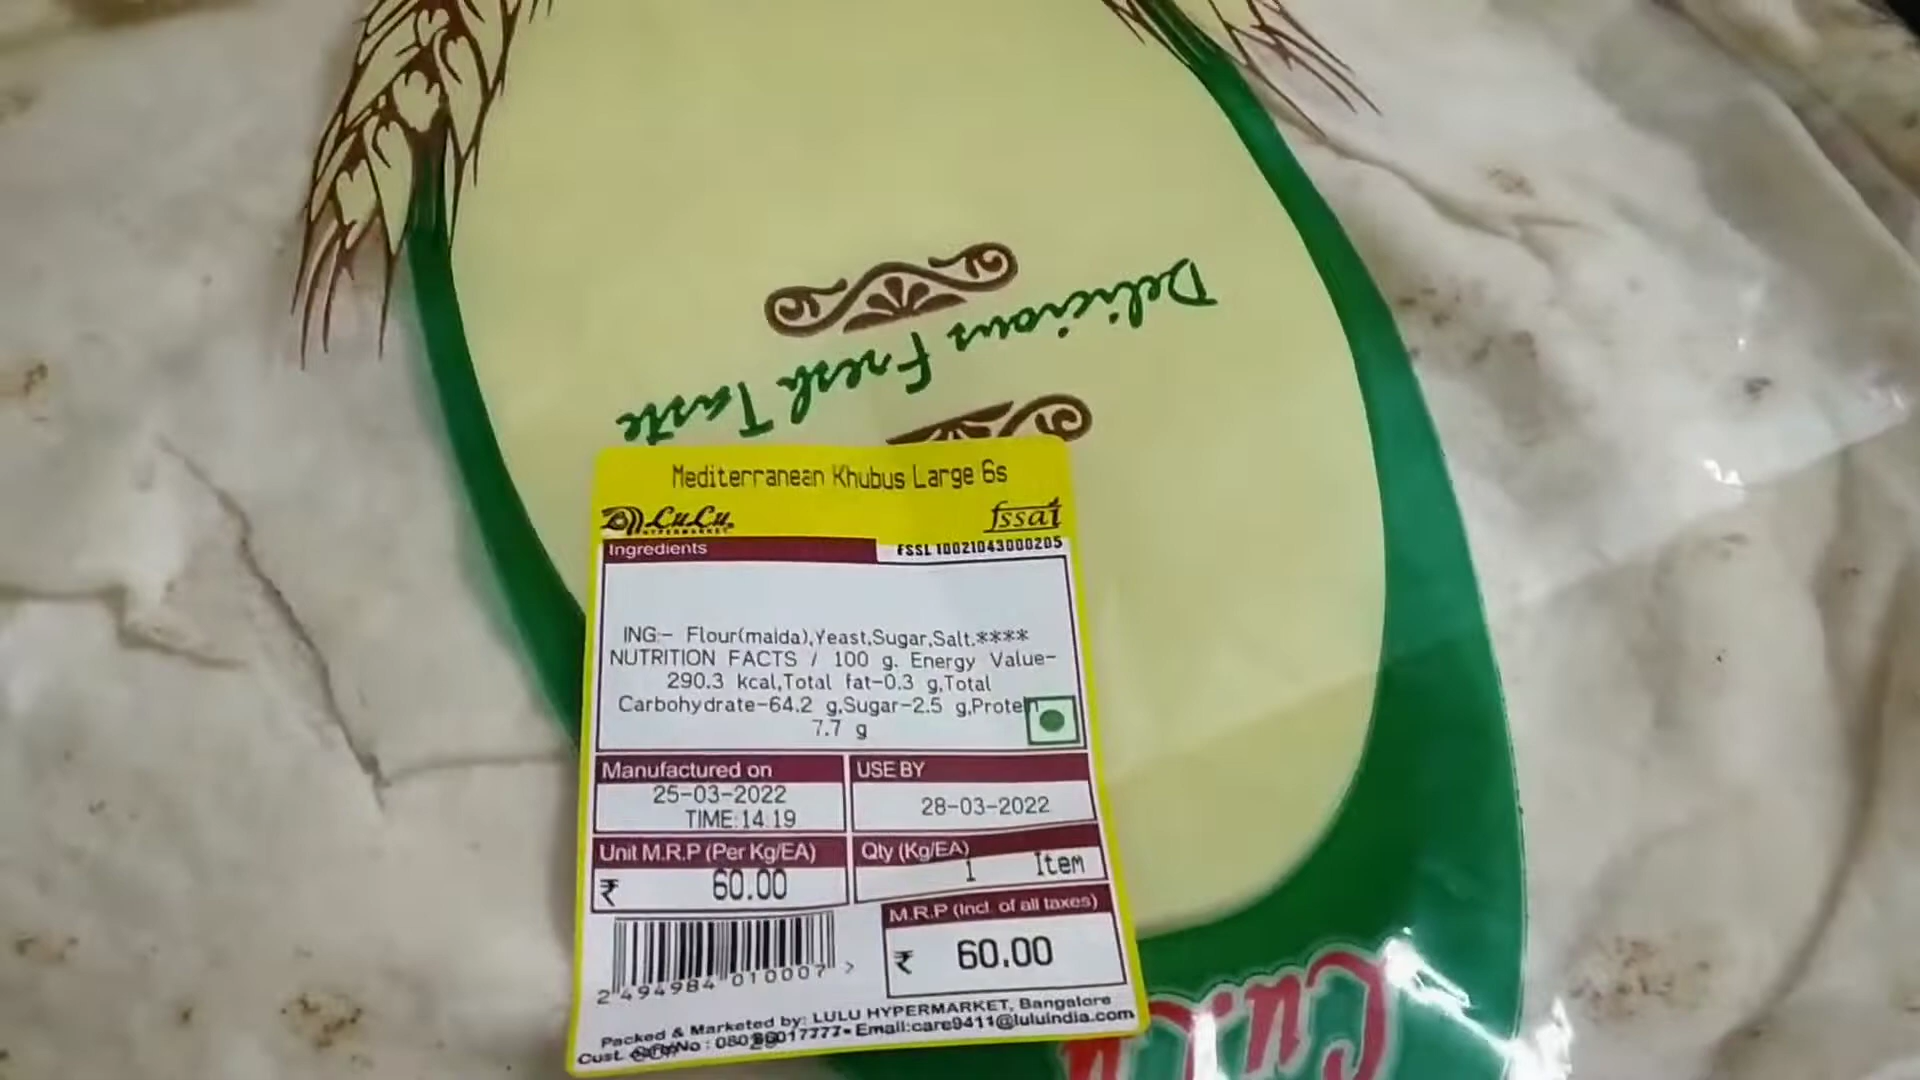 Delicious Fresh Taste
Mediterranean Khubus Large 6s
LuLu
HYPERMARKET
fssai
Ingredients
FSSL 10021043000205
ING:- Flour(maida),Yeast,Sugar,Salt.****
NUTRITION FACTS / 100 g. Energy Value-
290.3 kcal,Total fat-0.3 g,Total
Carbohydrate-64.2 g,Sugar-2.5 g,Protein
7.7 g
Manufactured on
USE BY
25-03-2022
TIME:14.19
28-03-2022
Unit M.R.P (Per Kg/EA)
Qty (Kg/EA)
₹ 60.00
1 Item
M.R.P (Incl. of all taxes)
₹ 60.00
2 494984 010007 >
Packed & Marketed by: LULU HYPERMARKET, Bangalore
Cust. No : 080 Email:care9411@luluindia.com
LuLu